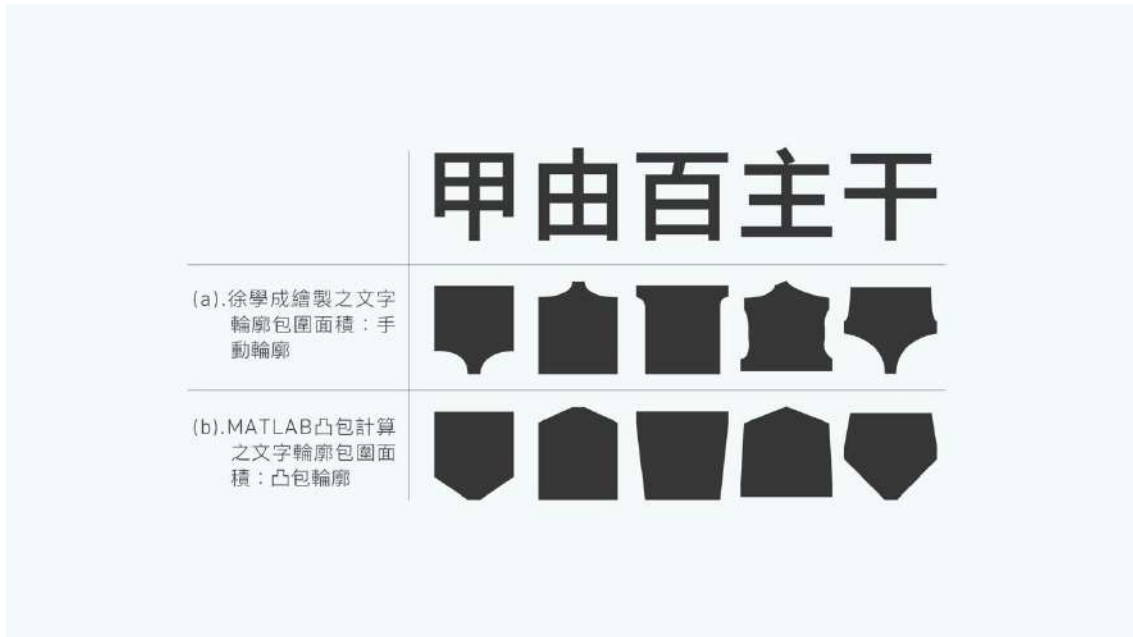 甲由百主干
(a).徐學成繪製之文字
輪廓包圍面積：手
動輪廓
(b).MATLAB凸包計算
之文字輪廓包圍面
積：凸包輪廓